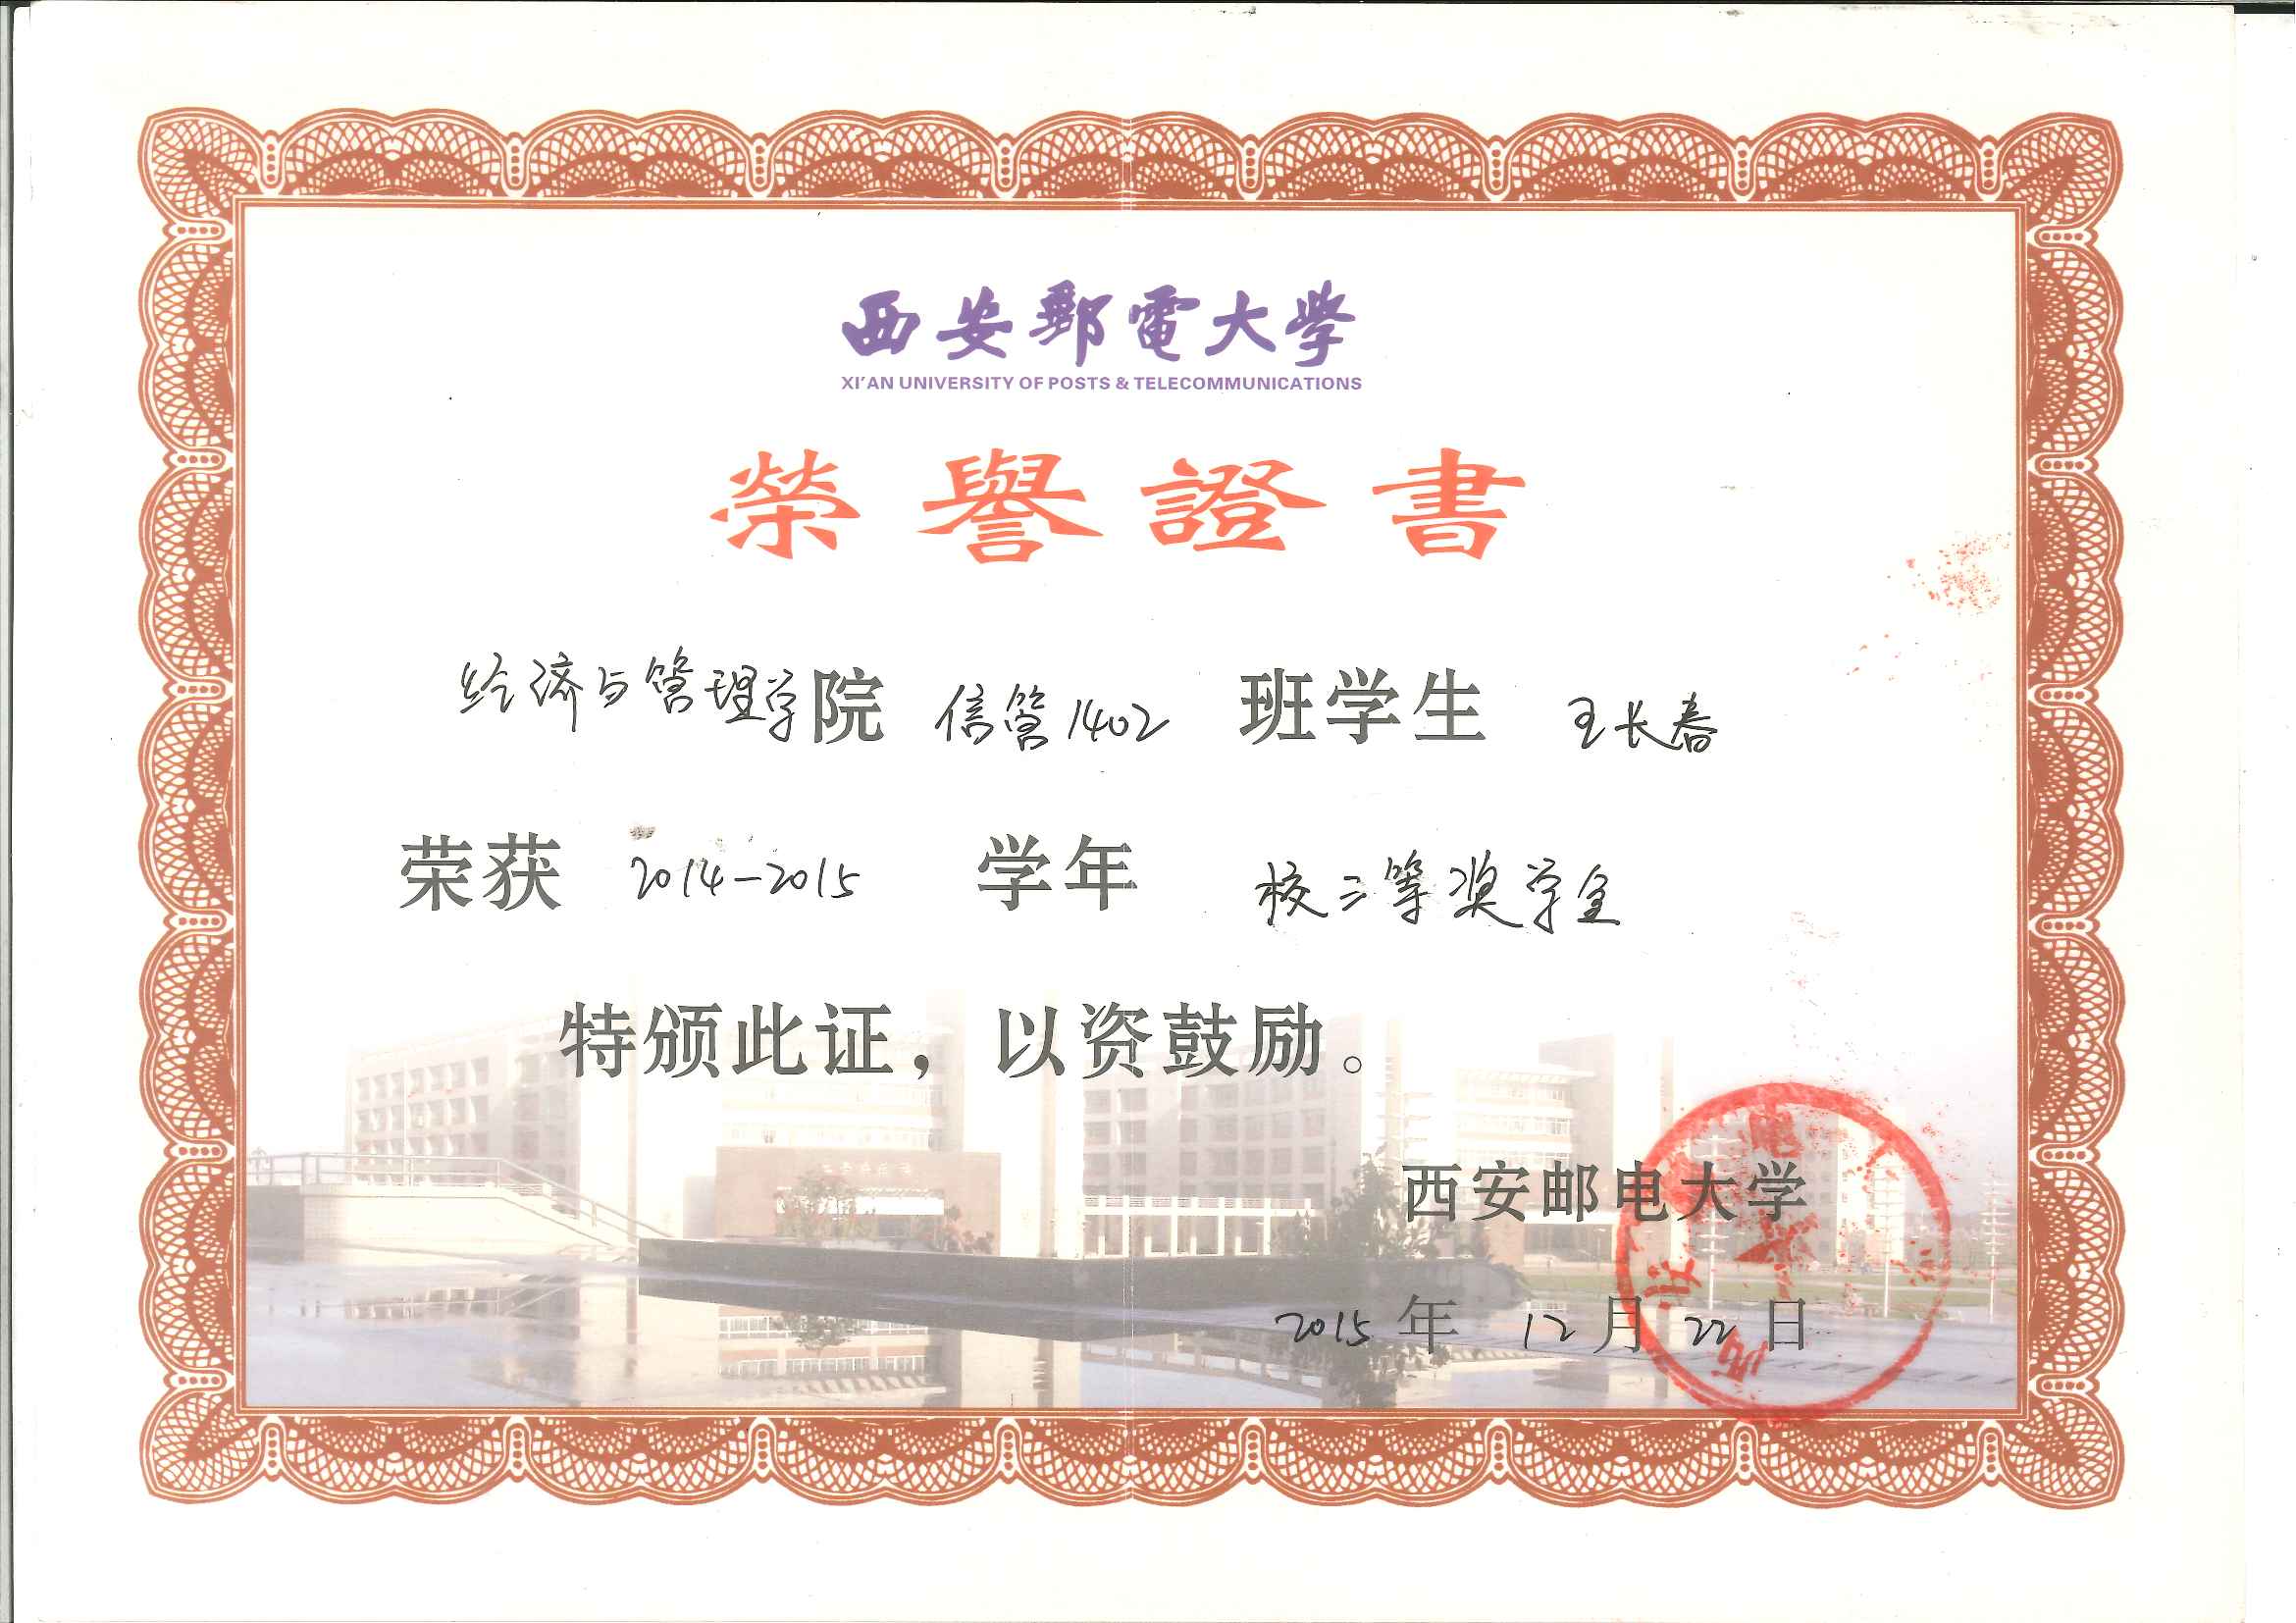 西安郵電大學
XI'AN UNIVERSITY OF POSTS & TELECOMMUNICATIONS
榮譽證書
经济与管理学院 信管1402 班学生 王长春
荣获 2014-2015 学年 校二等奖学金
特颁此证，以资鼓励。
西安邮电大学
2015年 12月 22日